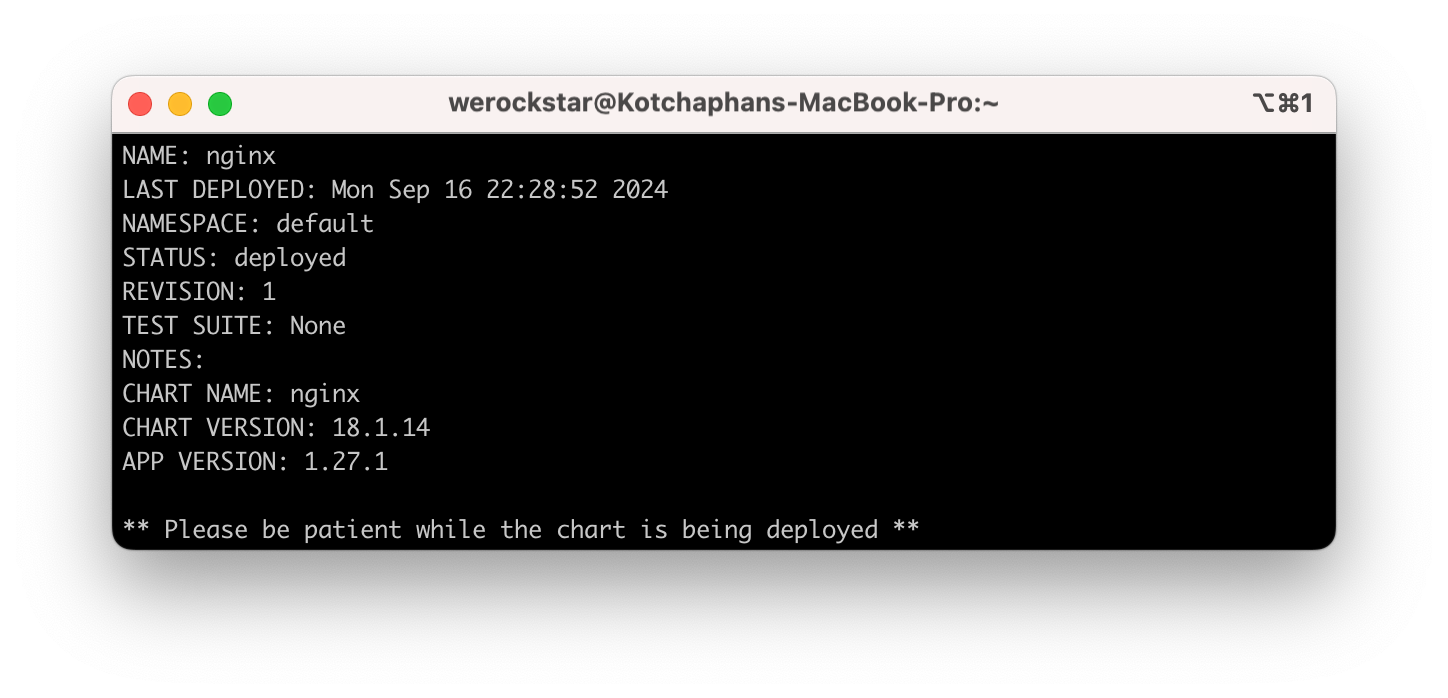 werockstar@Kotchaphans-MacBook-Pro:~ ⌥⌘1
NAME: nginx
LAST DEPLOYED: Mon Sep 16 22:28:52 2024
NAMESPACE: default
STATUS: deployed
REVISION: 1
TEST SUITE: None
NOTES:
CHART NAME: nginx
CHART VERSION: 18.1.14
APP VERSION: 1.27.1
** Please be patient while the chart is being deployed **